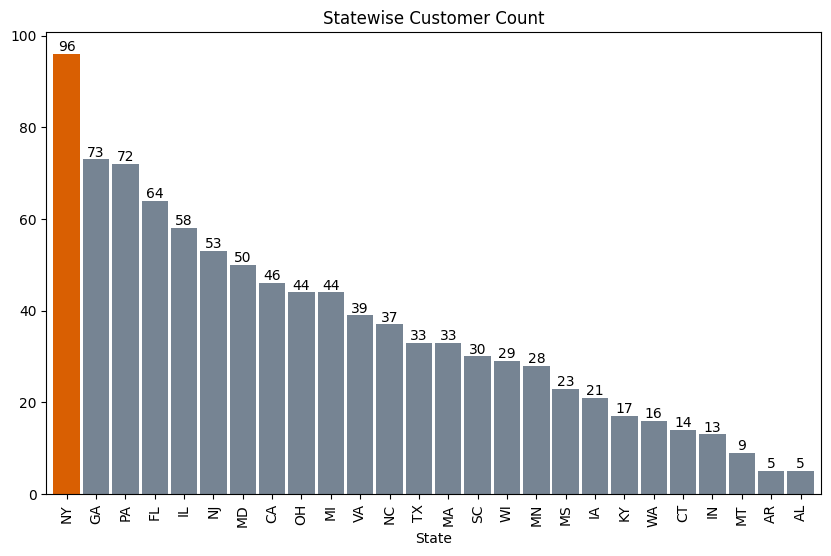 Statewise Customer Count
100
80
60
40
20
0
96
73
72
64
58
53
50
46
44
44
39
37
33
33
30
29
28
23
21
17
16
14
13
9
5
5
NY
GA
PA
FL
IL
NJ
MD
CA
OH
MI
VA
NC
TX
MA
SC
WI
MN
MS
IA
KY
WA
CT
IN
MT
AR
AL
State